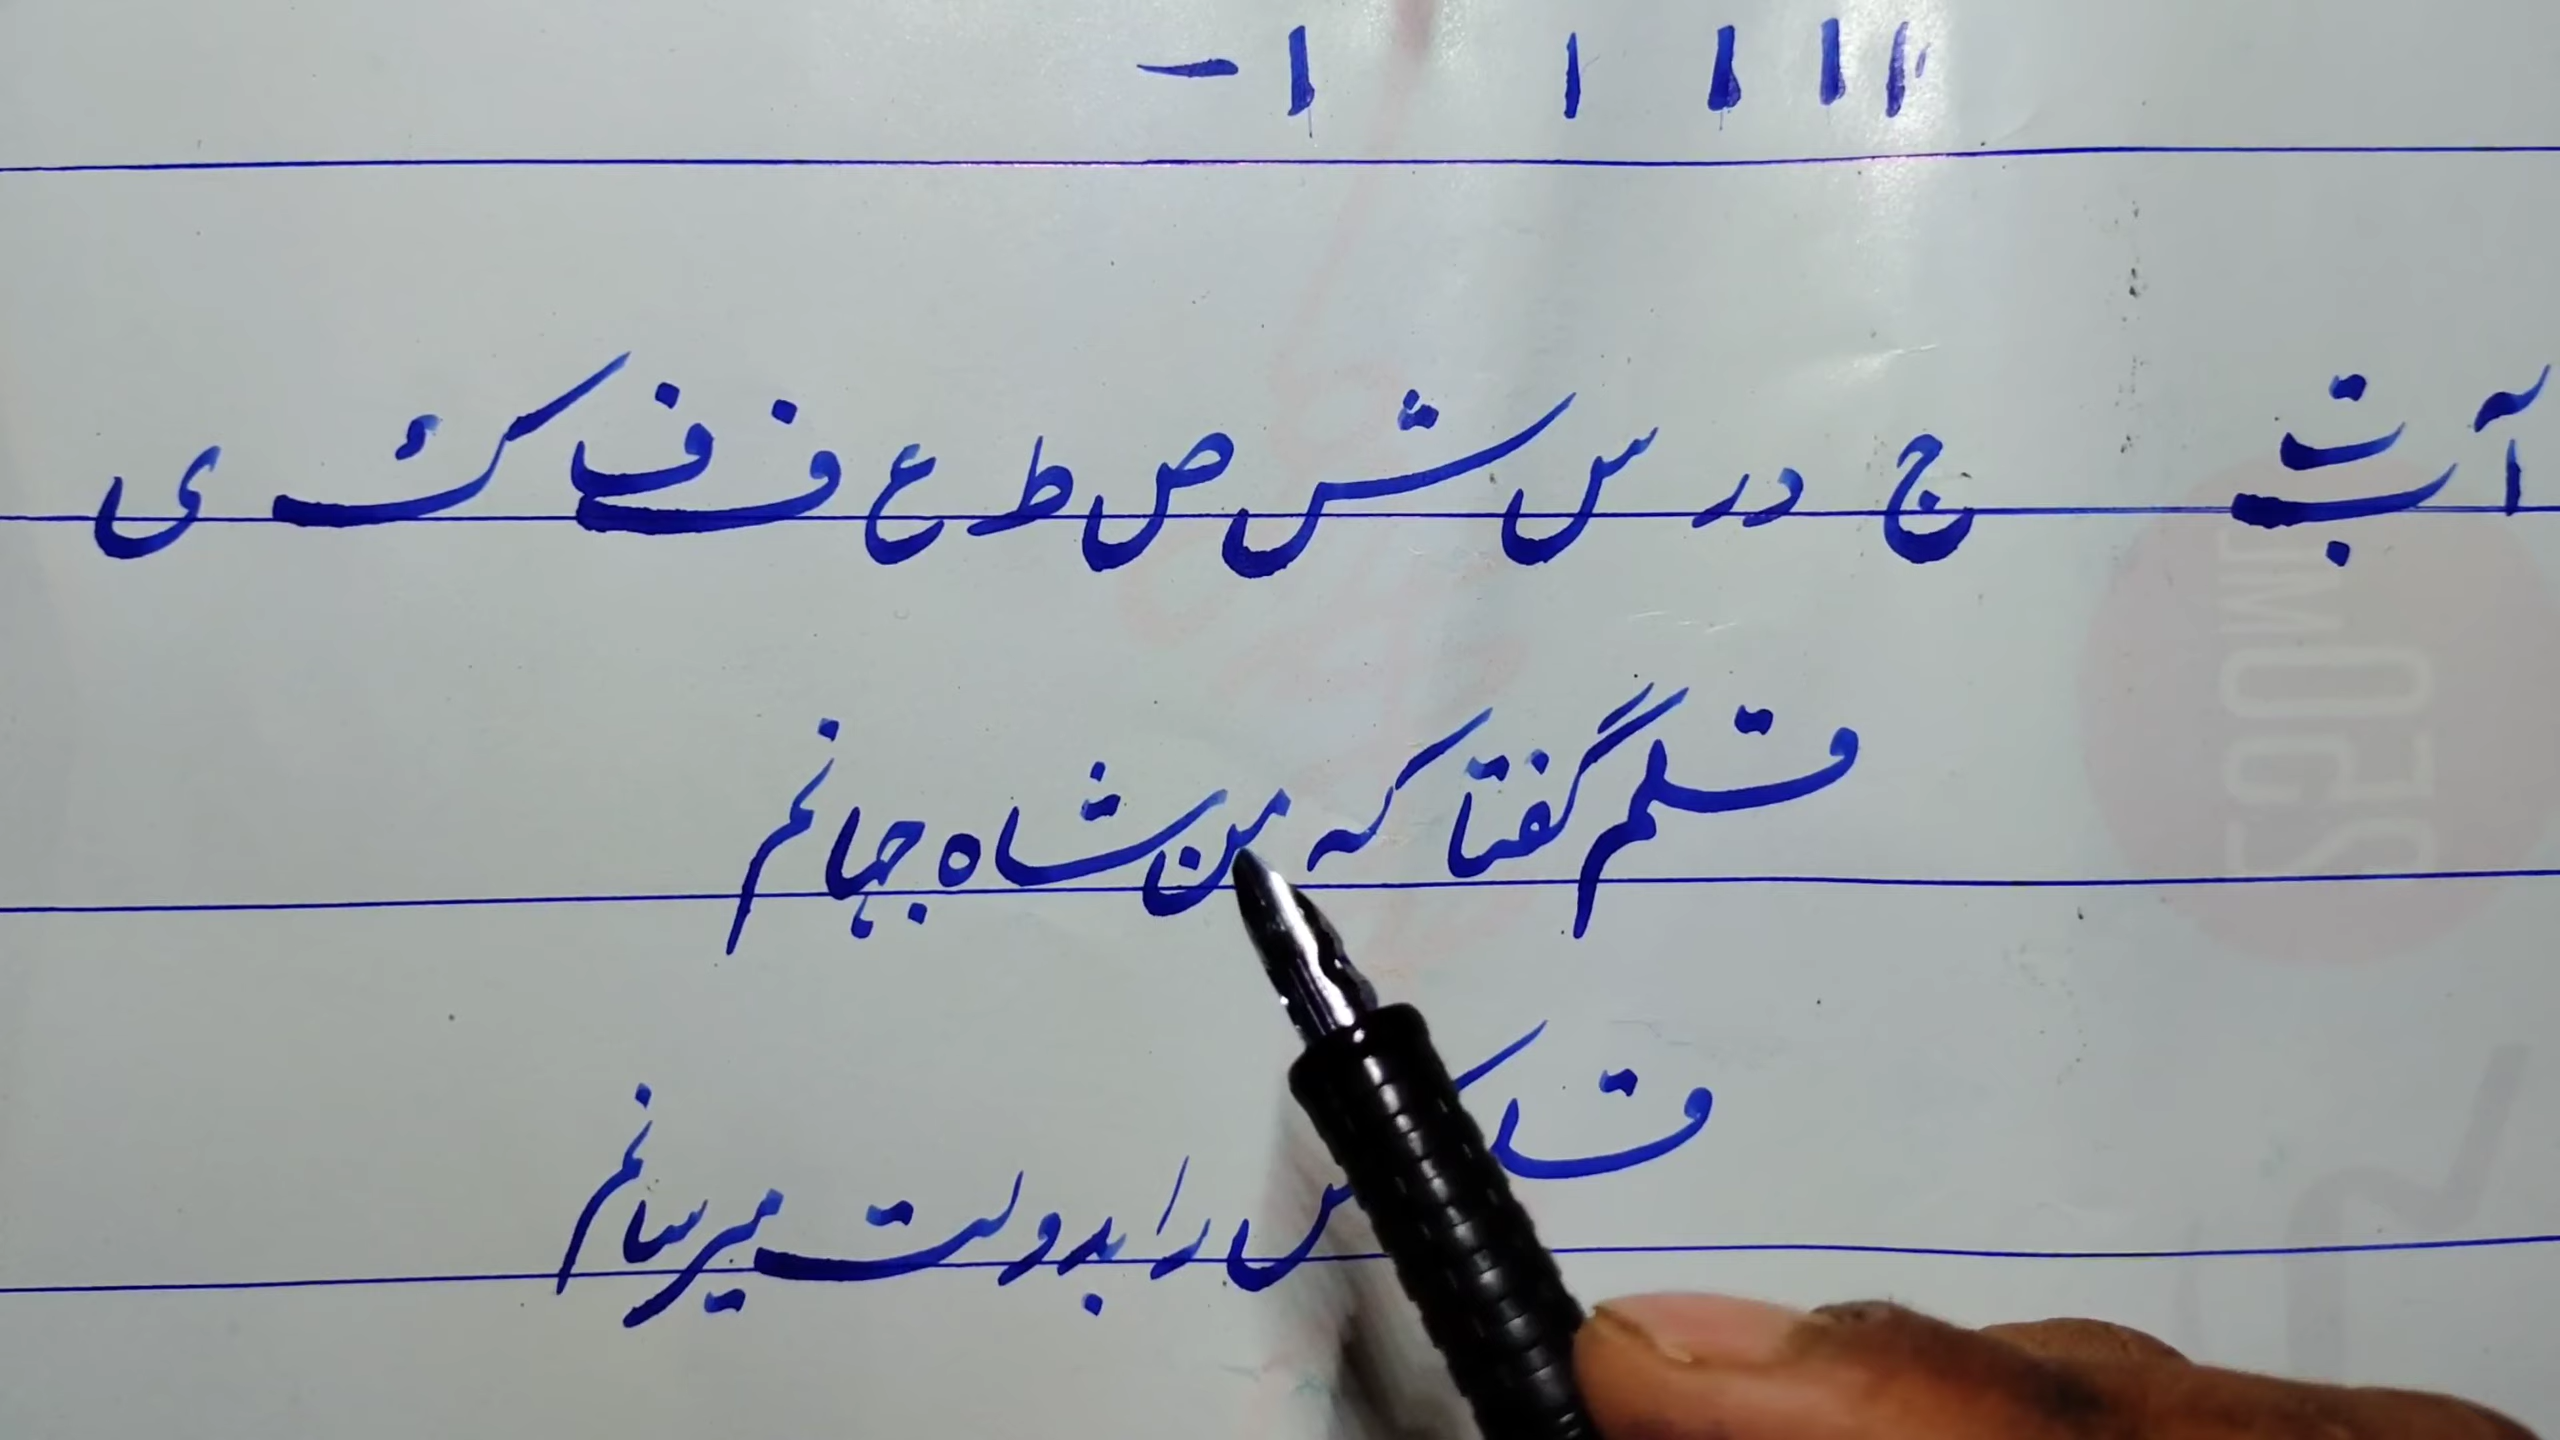 آ ب ت ج د ر س ش ص ط ع ف ف ک ی
قلم گفتا که من شاه جهانم
را بدولت میرسانم